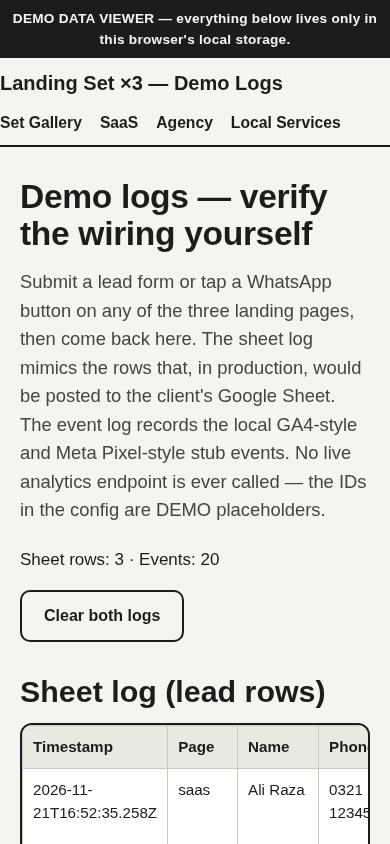 DEMO DATA VIEWER — everything below lives only in
this browser's local storage.
Landing Set ×3 — Demo Logs
Set Gallery SaaS Agency Local Services
Demo logs — verify
the wiring yourself
Submit a lead form or tap a WhatsApp
button on any of the three landing pages,
then come back here. The sheet log
mimics the rows that, in production, would
be posted to the client's Google Sheet.
The event log records the local GA4-style
and Meta Pixel-style stub events. No live
analytics endpoint is ever called — the IDs
in the config are DEMO placeholders.
Sheet rows: 3 · Events: 20
Clear both logs
Sheet log (lead rows)
Timestamp Page Name
2026-11- saas Ali Raza 0321
21T16:52:35.258Z